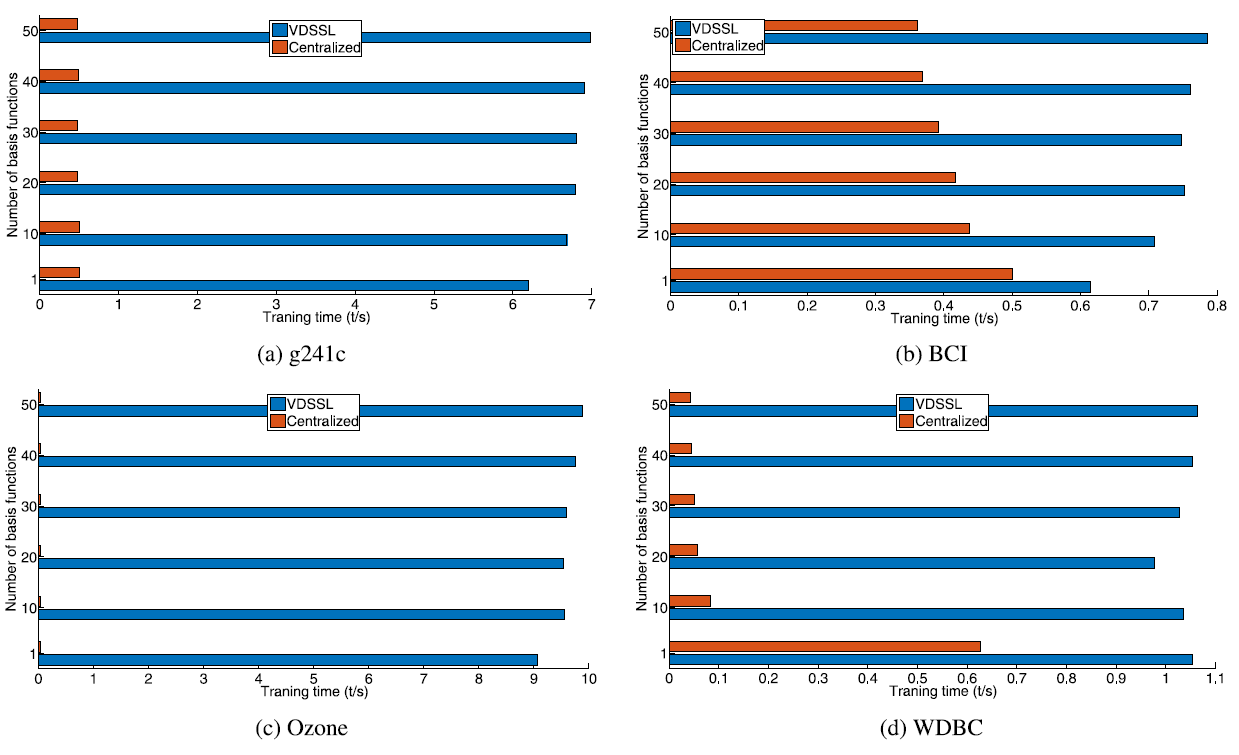 VDSSL
Centralized
Number of basis functions
50
40
30
20
10
1
0 1 2 3 4 5 6 7
Traning time (t/s)
(a) g241c
VDSSL
Centralized
Number of basis functions
50
40
30
20
10
1
0 0.1 0.2 0.3 0.4 0.5 0.6 0.7 0.8
Traning time (t/s)
(b) BCI
VDSSL
Centralized
Number of basis functions
50
40
30
20
10
1
0 1 2 3 4 5 6 7 8 9 10
Traning time (t/s)
(c) Ozone
VDSSL
Centralized
Number of basis functions
50
40
30
20
10
1
0 0.1 0.2 0.3 0.4 0.5 0.6 0.7 0.8 0.9 1 1.1
Traning time (t/s)
(d) WDBC